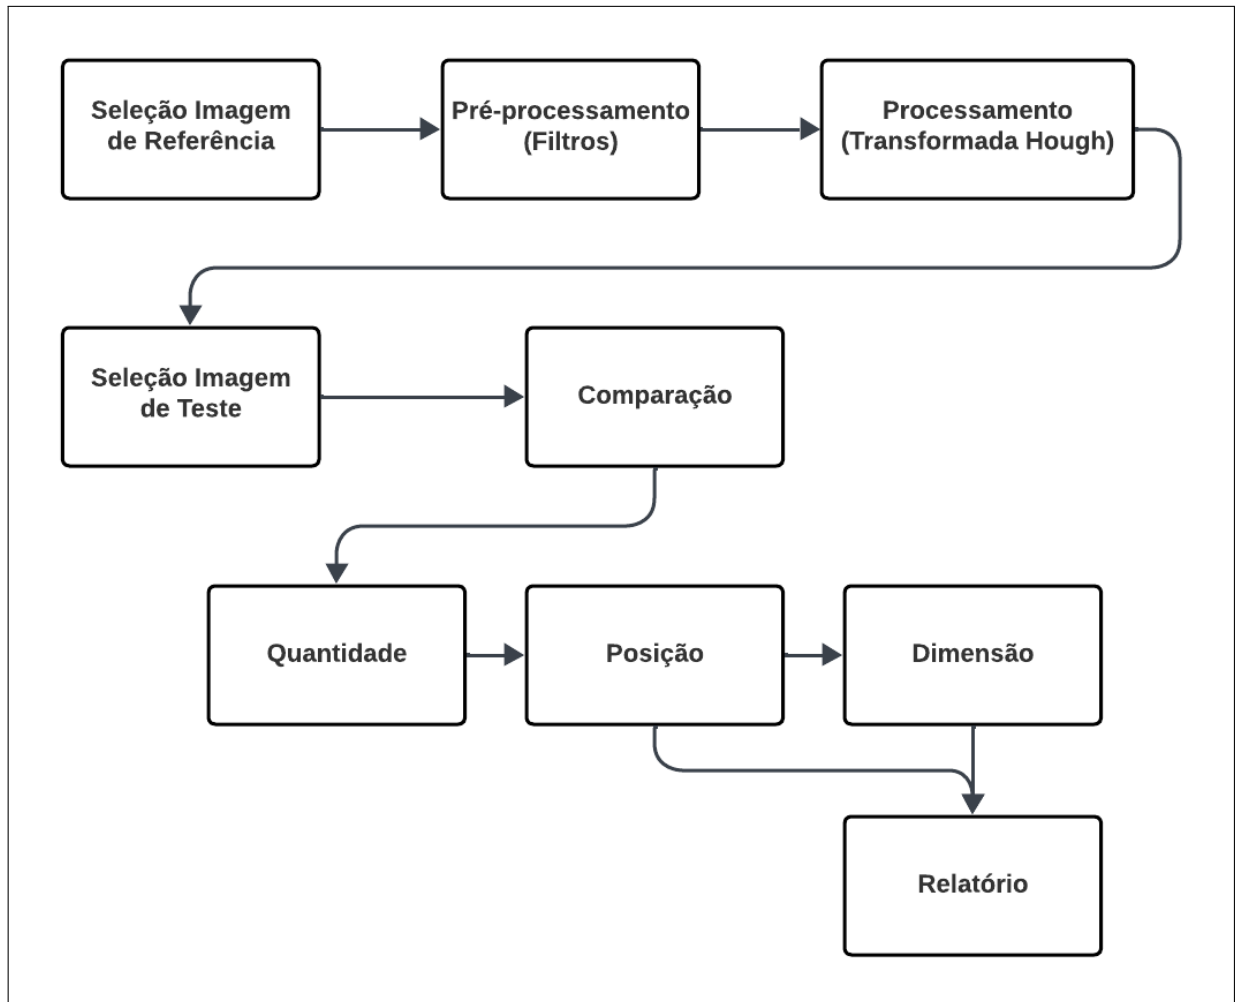 Seleção Imagem
de Referência
Pré-processamento
(Filtros)
Processamento
(Transformada Hough)
Seleção Imagem
de Teste
Comparação
Quantidade
Posição
Dimensão
Relatório